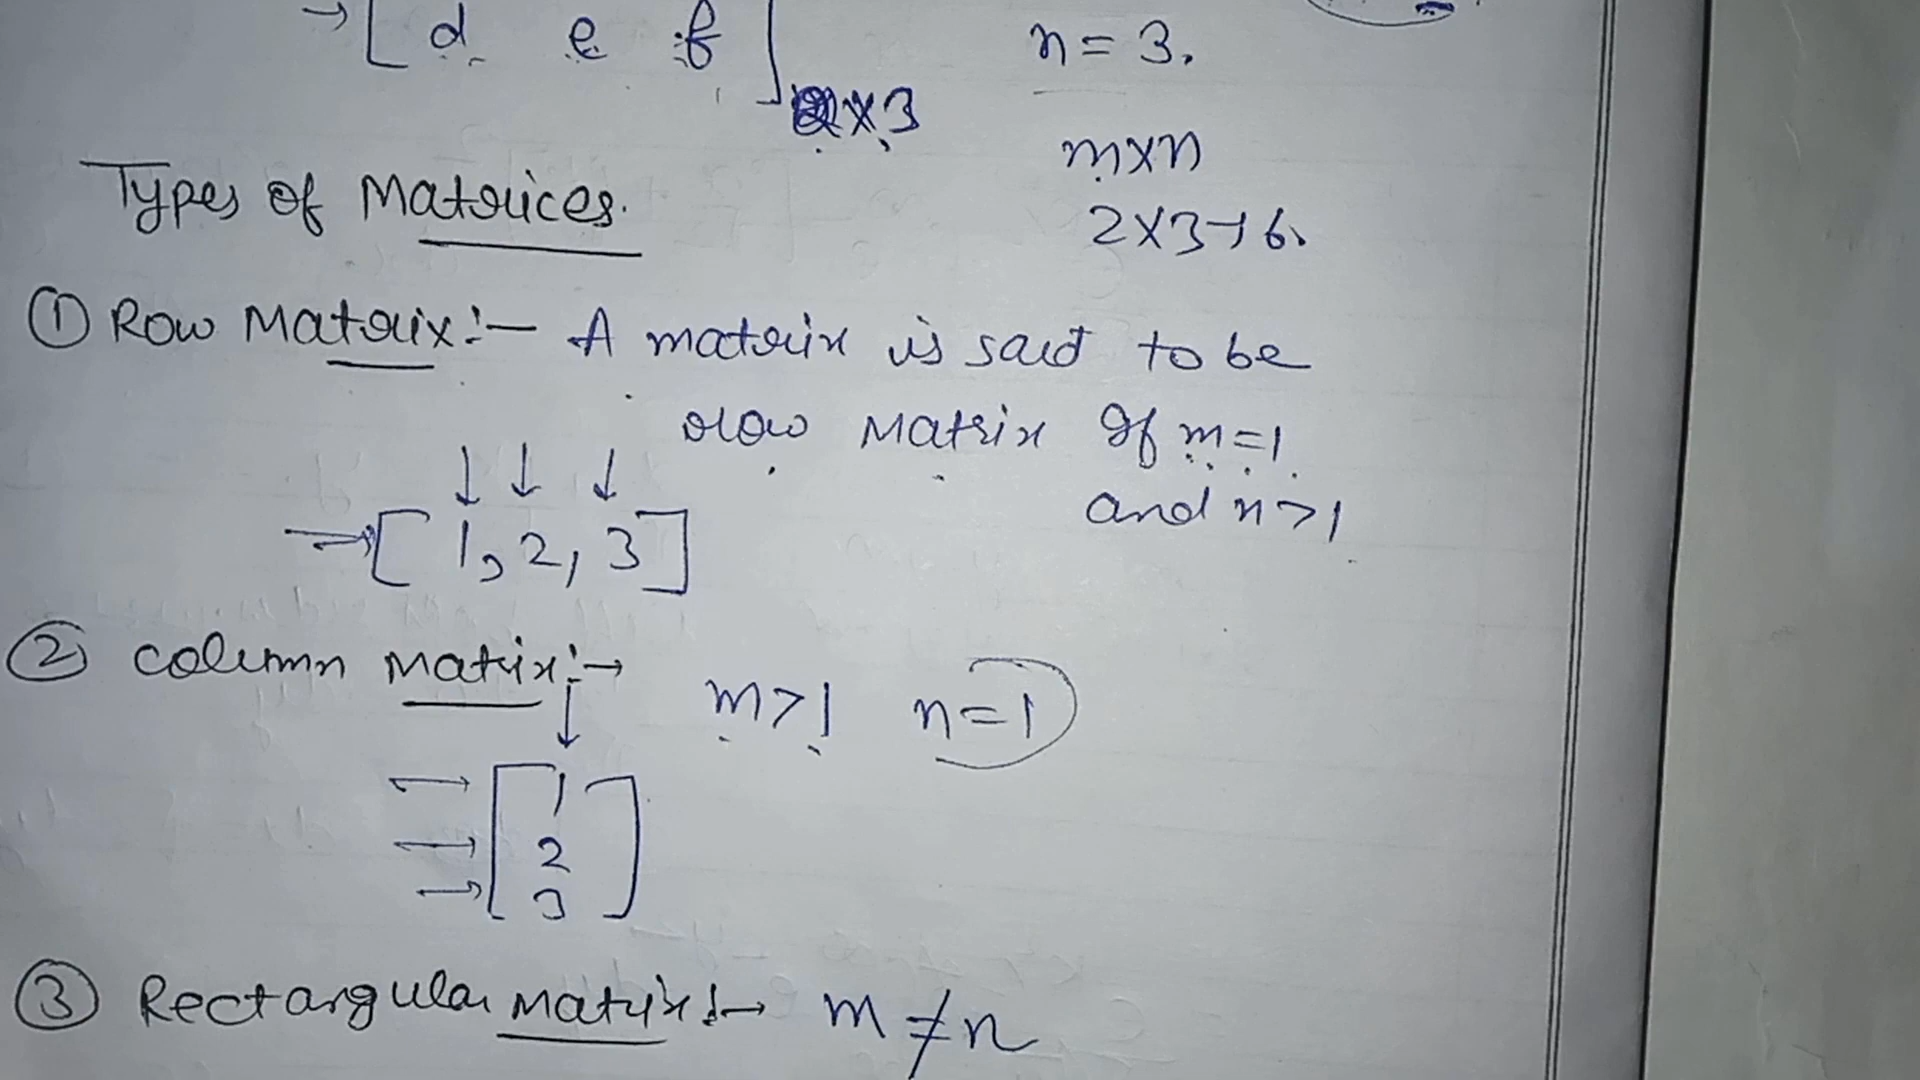 → [ d e f ] 2×3
n = 3.
m×n
2×3→6.
Types of Matrices.
① Row Matrix:— A matrix is said to be
row Matrix If m=1.
and n>1
↓ ↓ ↓
→[ 1, 2, 3 ]
② Column Matrix:→ m>1 n=1
↓
→ [ 1 ]
→ [ 2 ]
→ [ 3 ]
③ Rectangular Matrix:→ m ≠ n